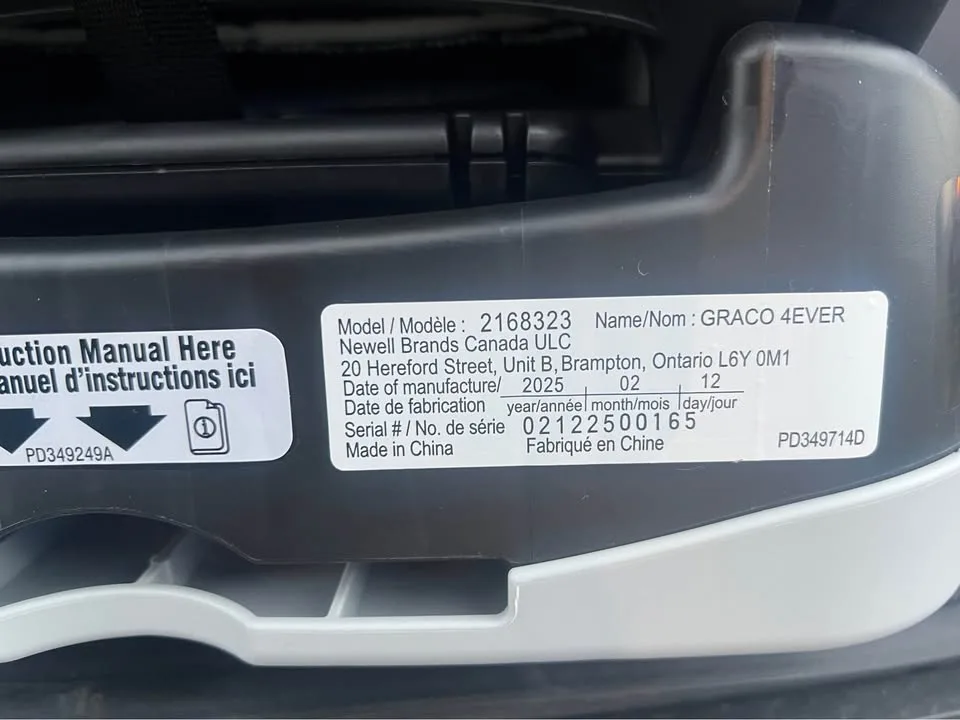 uction Manual Here
anuel d'instructions ici
PD349249A
Model / Modèle : 2168323 Name/Nom : GRACO 4EVER
Newell Brands Canada ULC
20 Hereford Street, Unit B, Brampton, Ontario L6Y 0M1
Date of manufacture/ 2025 02 12
Date de fabrication year/année month/mois day/jour
Serial # / No. de série 02122500165
Made in China Fabriqué en Chine PD349714D